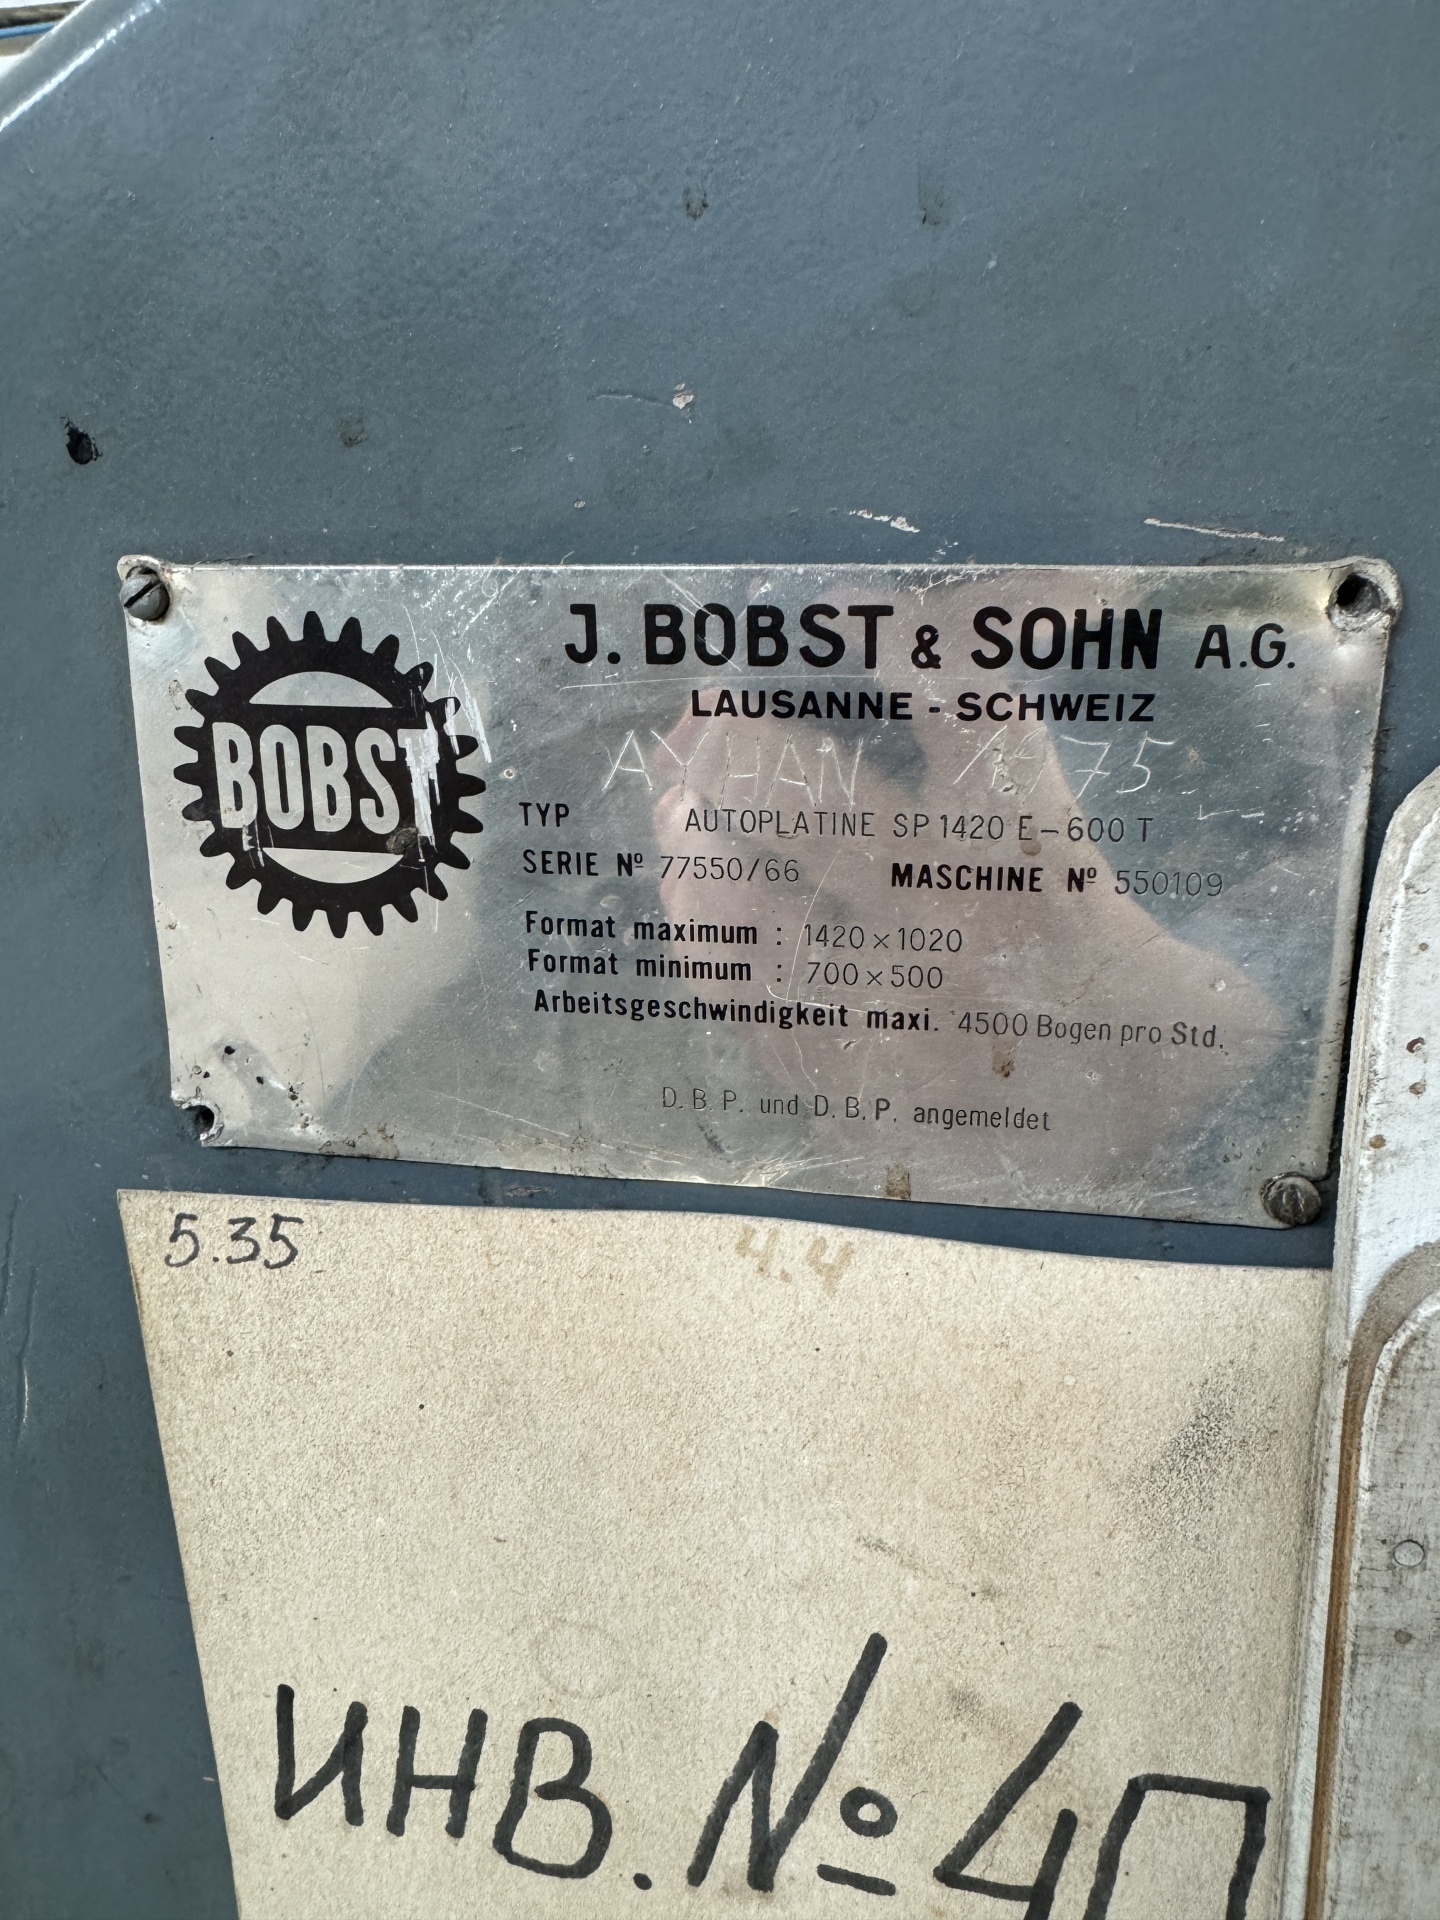 BOBST
J. BOBST & SOHN A.G.
LAUSANNE - SCHWEIZ
AYHAN 1975
TYP AUTOPLATINE SP 1420 E-600 T
SERIE Nº 77550/66 MASCHINE Nº 550109
Format maximum : 1420×1020
Format minimum : 700×500
Arbeitsgeschwindigkeit maxi. 4500 Bogen pro Std.
D.B.P. und D.B.P. angemeldet
5.35
4.4
ИНВ. № 4П